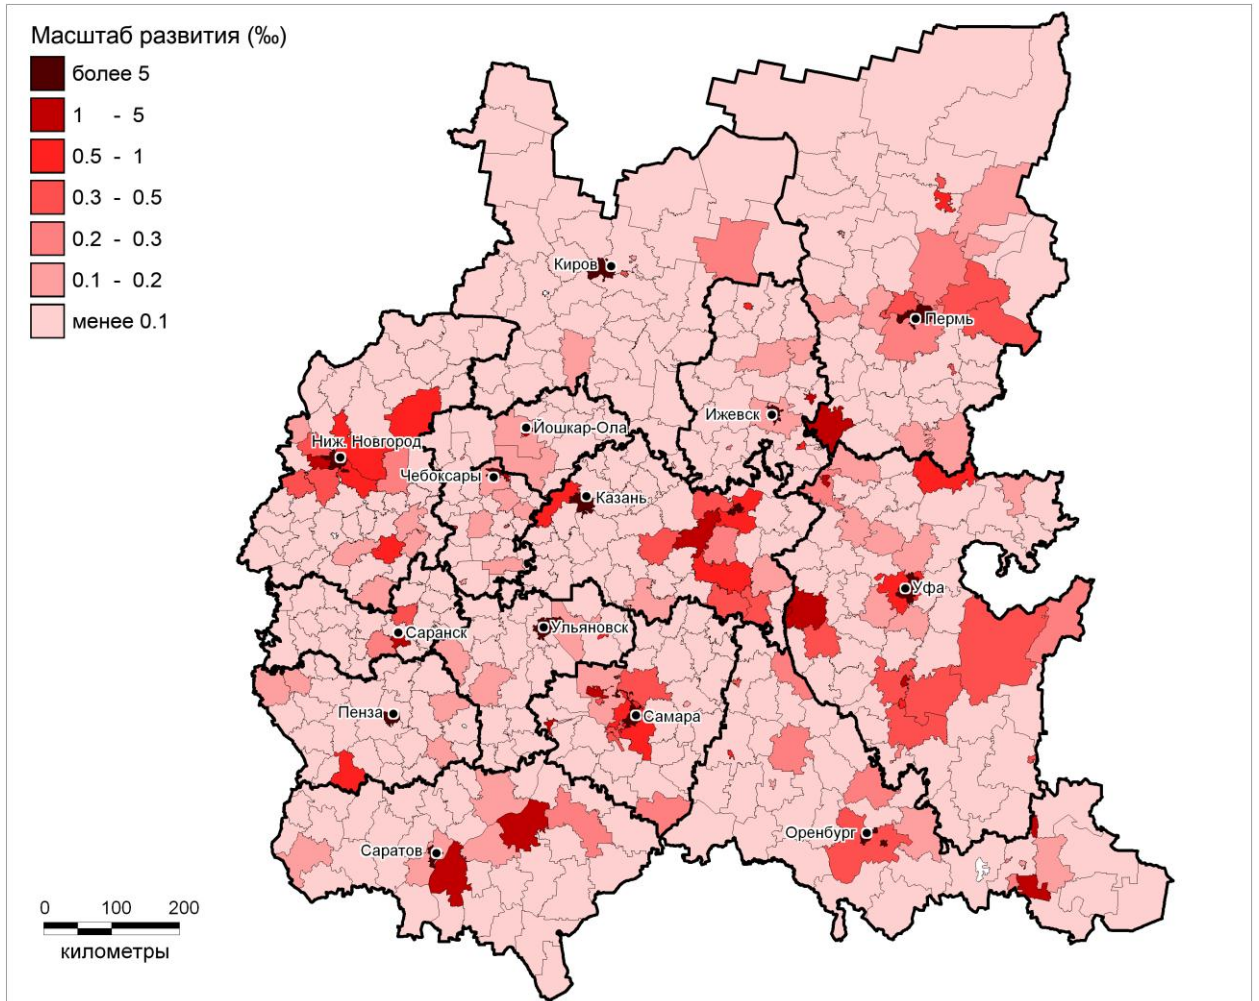 Масштаб развития (‰)
более 5
1 - 5
0.5 - 1
0.3 - 0.5
0.2 - 0.3
0.1 - 0.2
менее 0.1
Киров
Пермь
Ижевск
Йошкар-Ола
Ниж. Новгород
Чебоксары
Казань
Уфа
Ульяновск
Саранск
Пенза
Самара
Оренбург
Саратов
0 100 200
километры